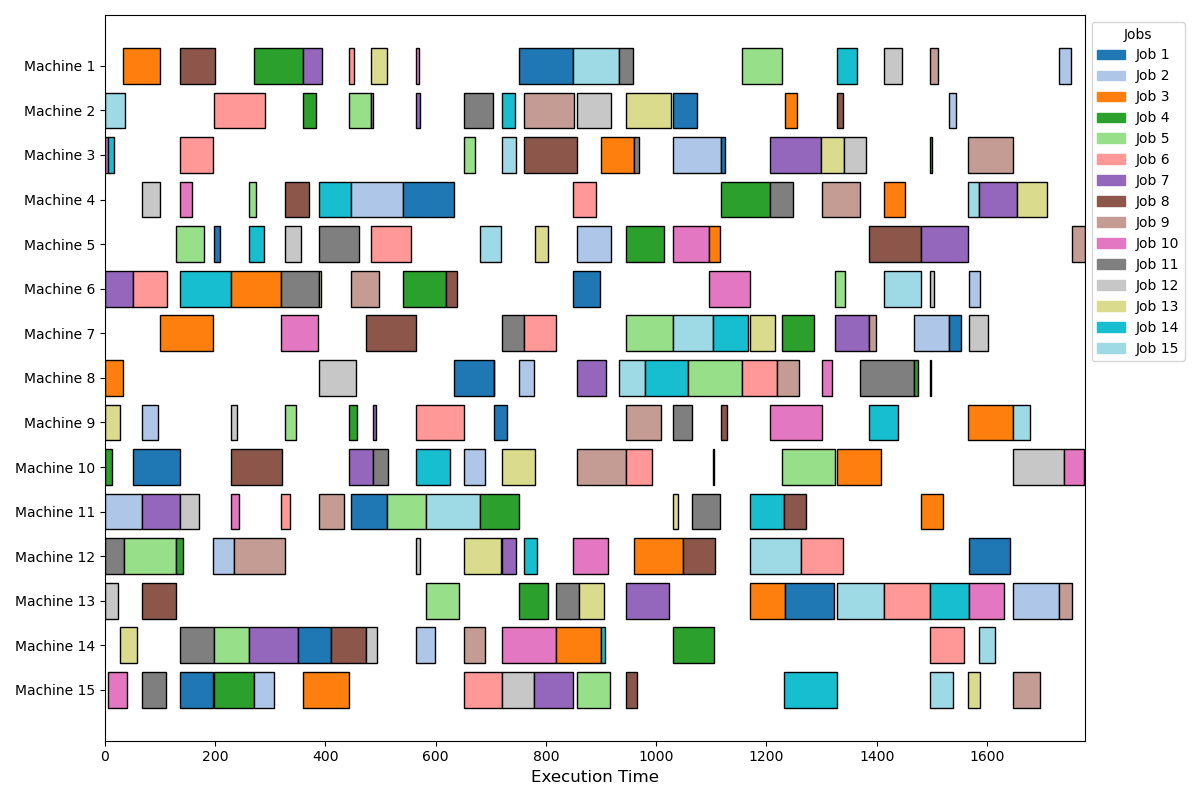 Jobs
Job 1
Job 2
Job 3
Job 4
Job 5
Job 6
Job 7
Job 8
Job 9
Job 10
Job 11
Job 12
Job 13
Job 14
Job 15
Machine 1
Machine 2
Machine 3
Machine 4
Machine 5
Machine 6
Machine 7
Machine 8
Machine 9
Machine 10
Machine 11
Machine 12
Machine 13
Machine 14
Machine 15
0 200 400 600 800 1000 1200 1400 1600
Execution Time